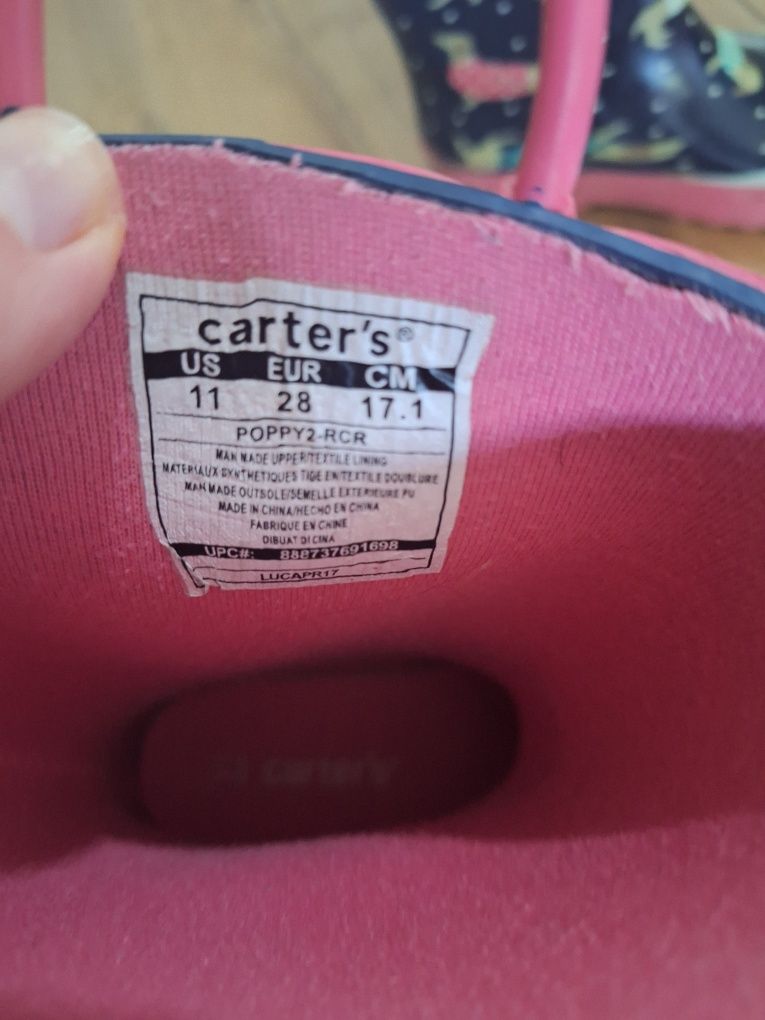 carter's®
US EUR CM
11 28 17.1
POPPY2-RCR
MAN MADE UPPER/TEXTILE LINING
MATERIAUX SYNTHETIQUES TIGE EN/TEXTILE DOUBLURE
MAN MADE OUTSOLE/SEMELLE EXTERIEURE PU
MADE IN CHINA/HECHO EN CHINA
FABRIQUE EN CHINE
DIBUAT DI CINA
UPC#: 888737691698
LUCAPR17
carter's